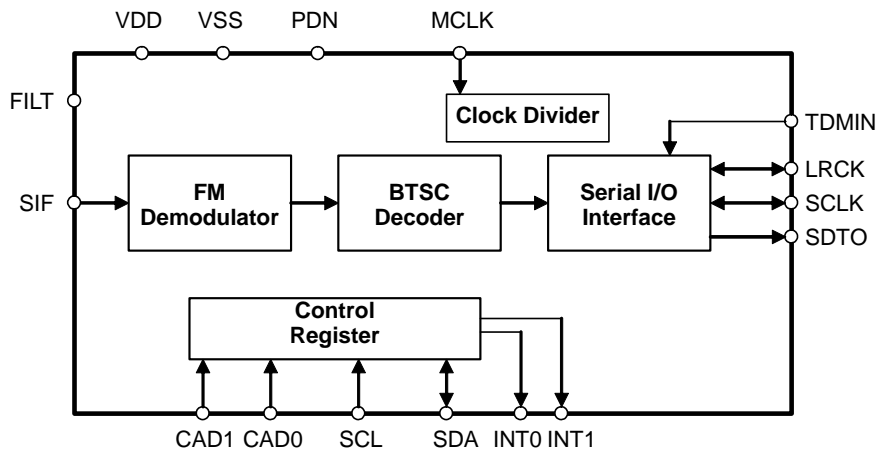 VDD
VSS
PDN
MCLK
FILT
Clock Divider
TDMIN
SIF
FM
Demodulator
BTSC
Decoder
Serial I/O
Interface
LRCK
SCLK
SDTO
Control
Register
CAD1
CAD0
SCL
SDA
INT0
INT1